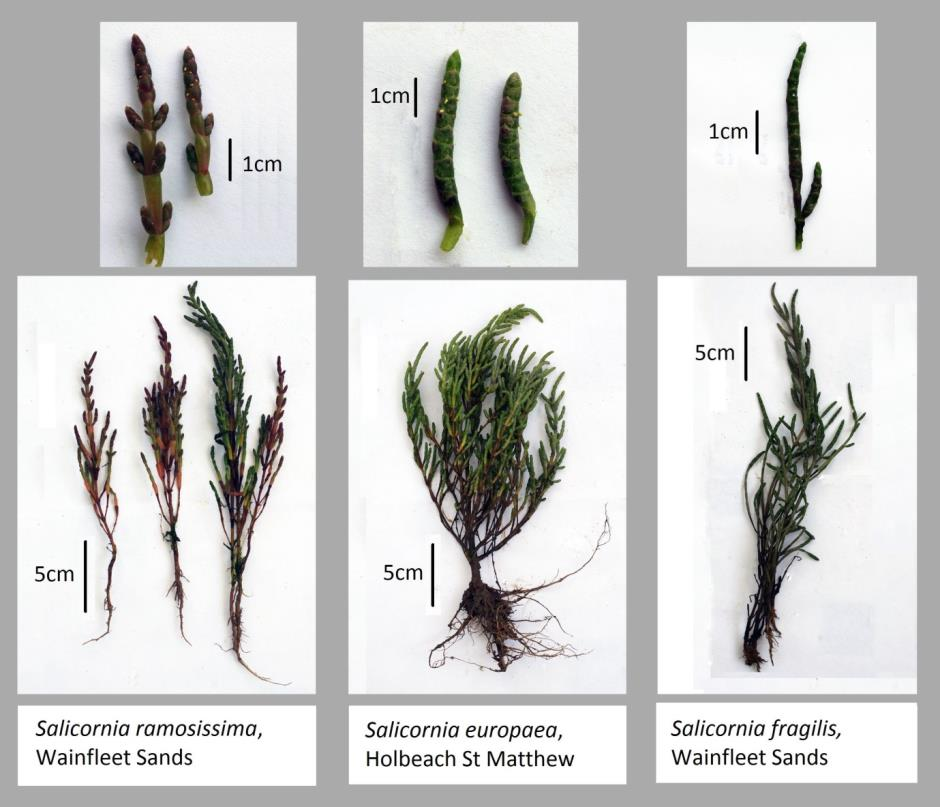 1cm
1cm
1cm
5cm
5cm
5cm
Salicornia ramosissima,
Wainfleet Sands
Salicornia europaea,
Holbeach St Matthew
Salicornia fragilis,
Wainfleet Sands